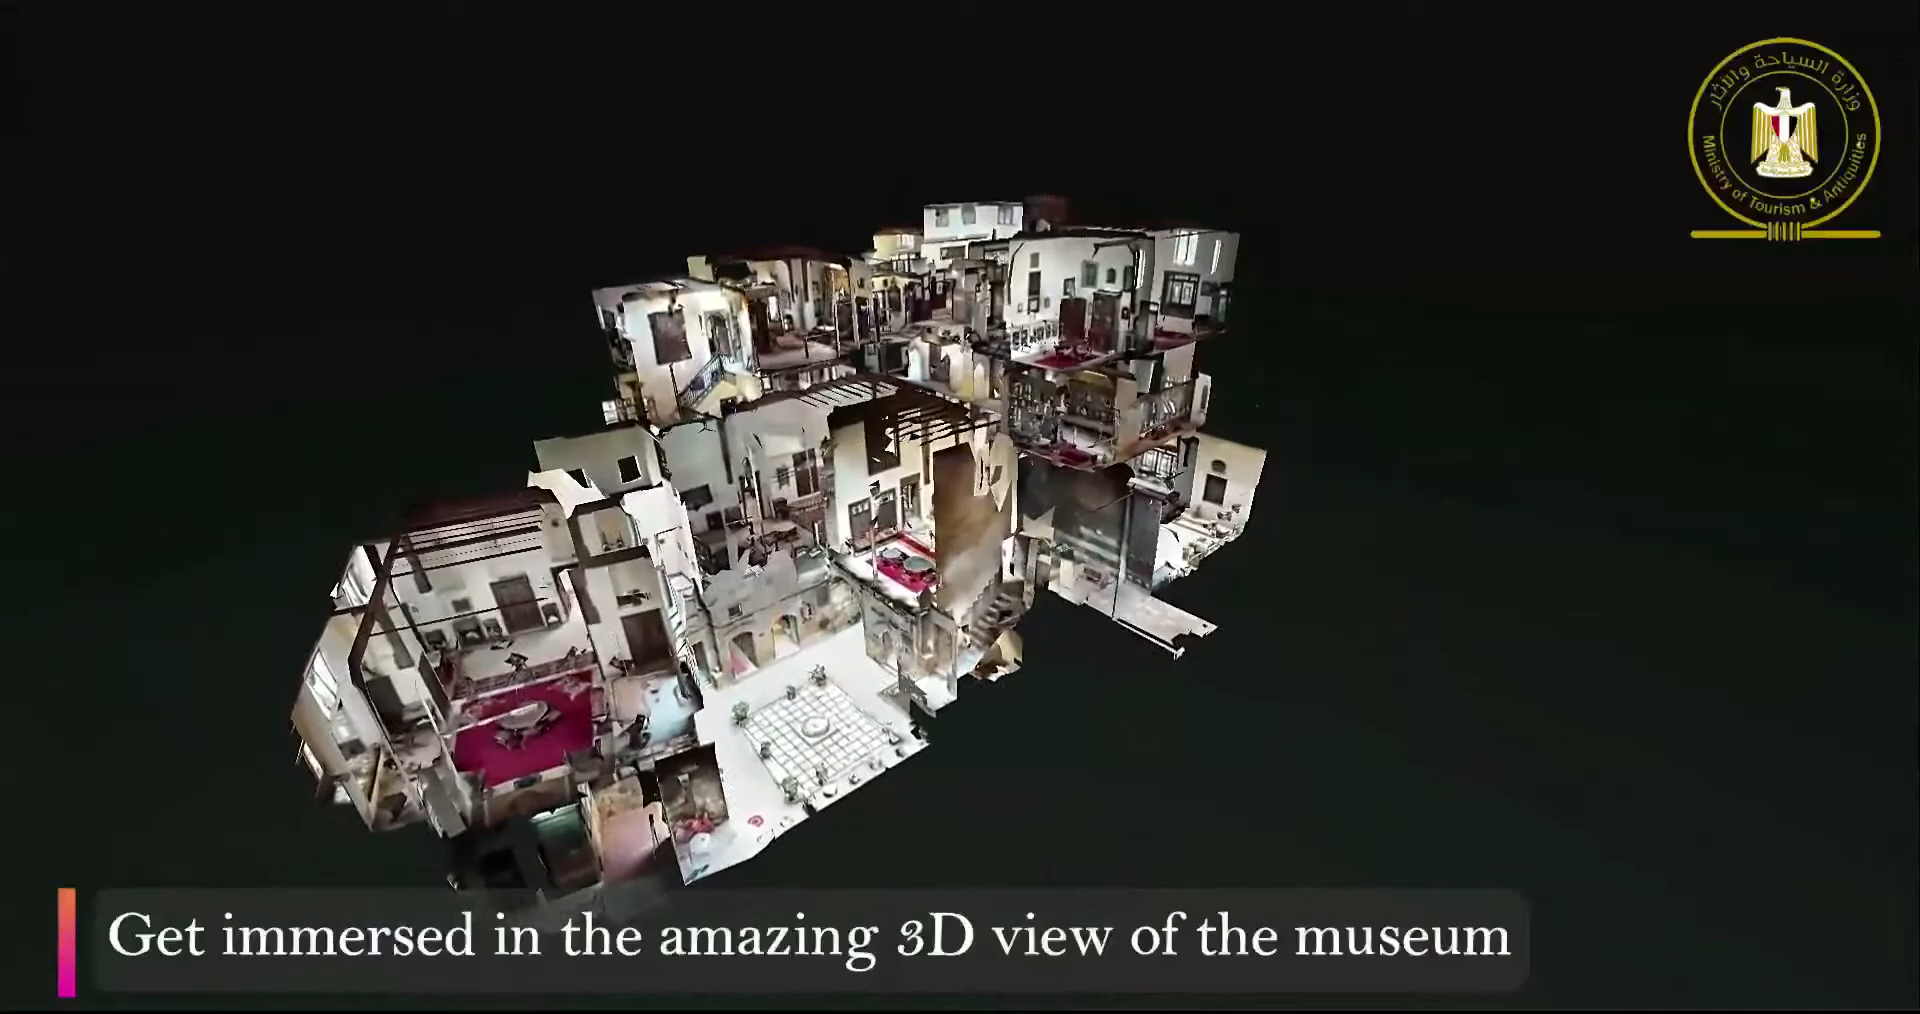 وزارة السياحة والآثار
Ministry of Tourism & Antiquities
Get immersed in the amazing 3D view of the museum